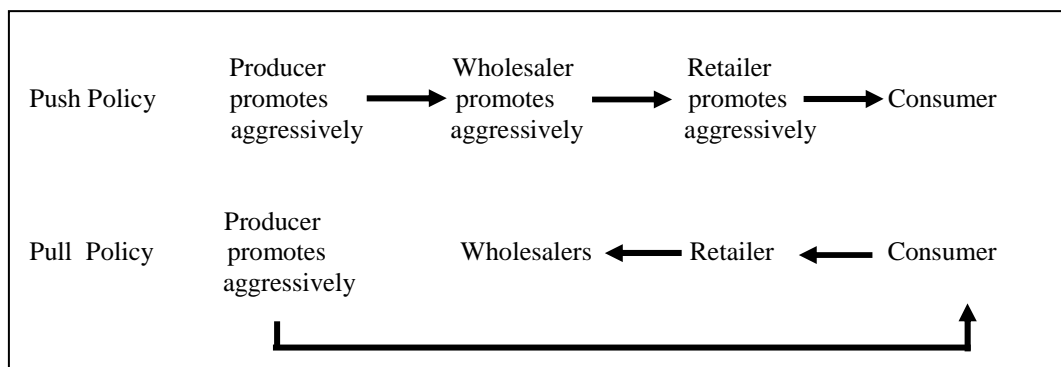 Producer
promotes
aggressively
Wholesaler
promotes
aggressively
Retailer
promotes
aggressively
Push Policy
Consumer
Producer
promotes
aggressively
Pull Policy
Wholesalers
Retailer
Consumer